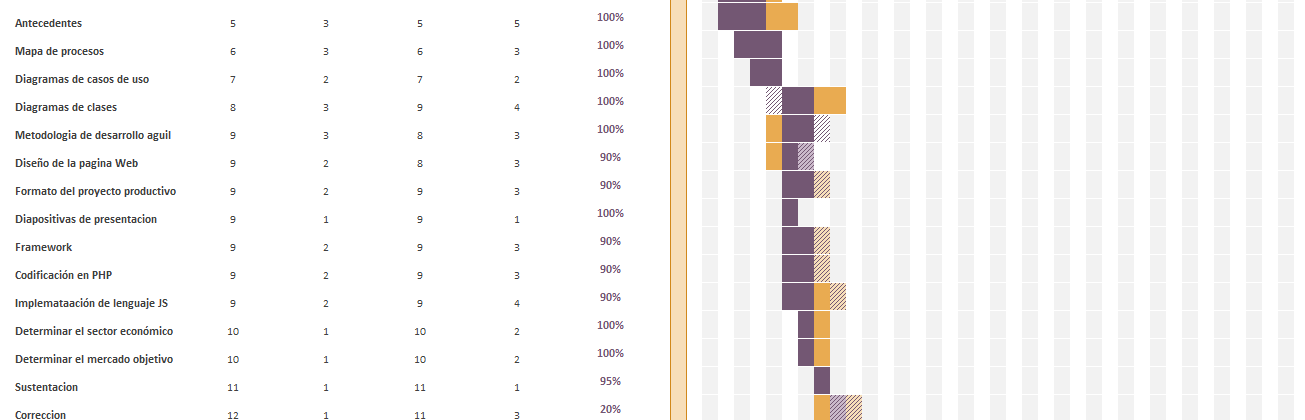 Antecedentes 5 3 5 5 100%
Mapa de procesos 6 3 6 3 100%
Diagramas de casos de uso 7 2 7 2 100%
Diagramas de clases 8 3 9 4 100%
Metodologia de desarrollo aguil 9 3 8 3 100%
Diseño de la pagina Web 9 2 8 3 90%
Formato del proyecto productivo 9 2 9 3 90%
Diapositivas de presentacion 9 1 9 1 100%
Framework 9 2 9 3 90%
Codificación en PHP 9 2 9 3 90%
Implemataación de lenguaje JS 9 2 9 4 90%
Determinar el sector económico 10 1 10 2 100%
Determinar el mercado objetivo 10 1 10 2 100%
Sustentacion 11 1 11 1 95%
Correccion 12 1 11 3 20%